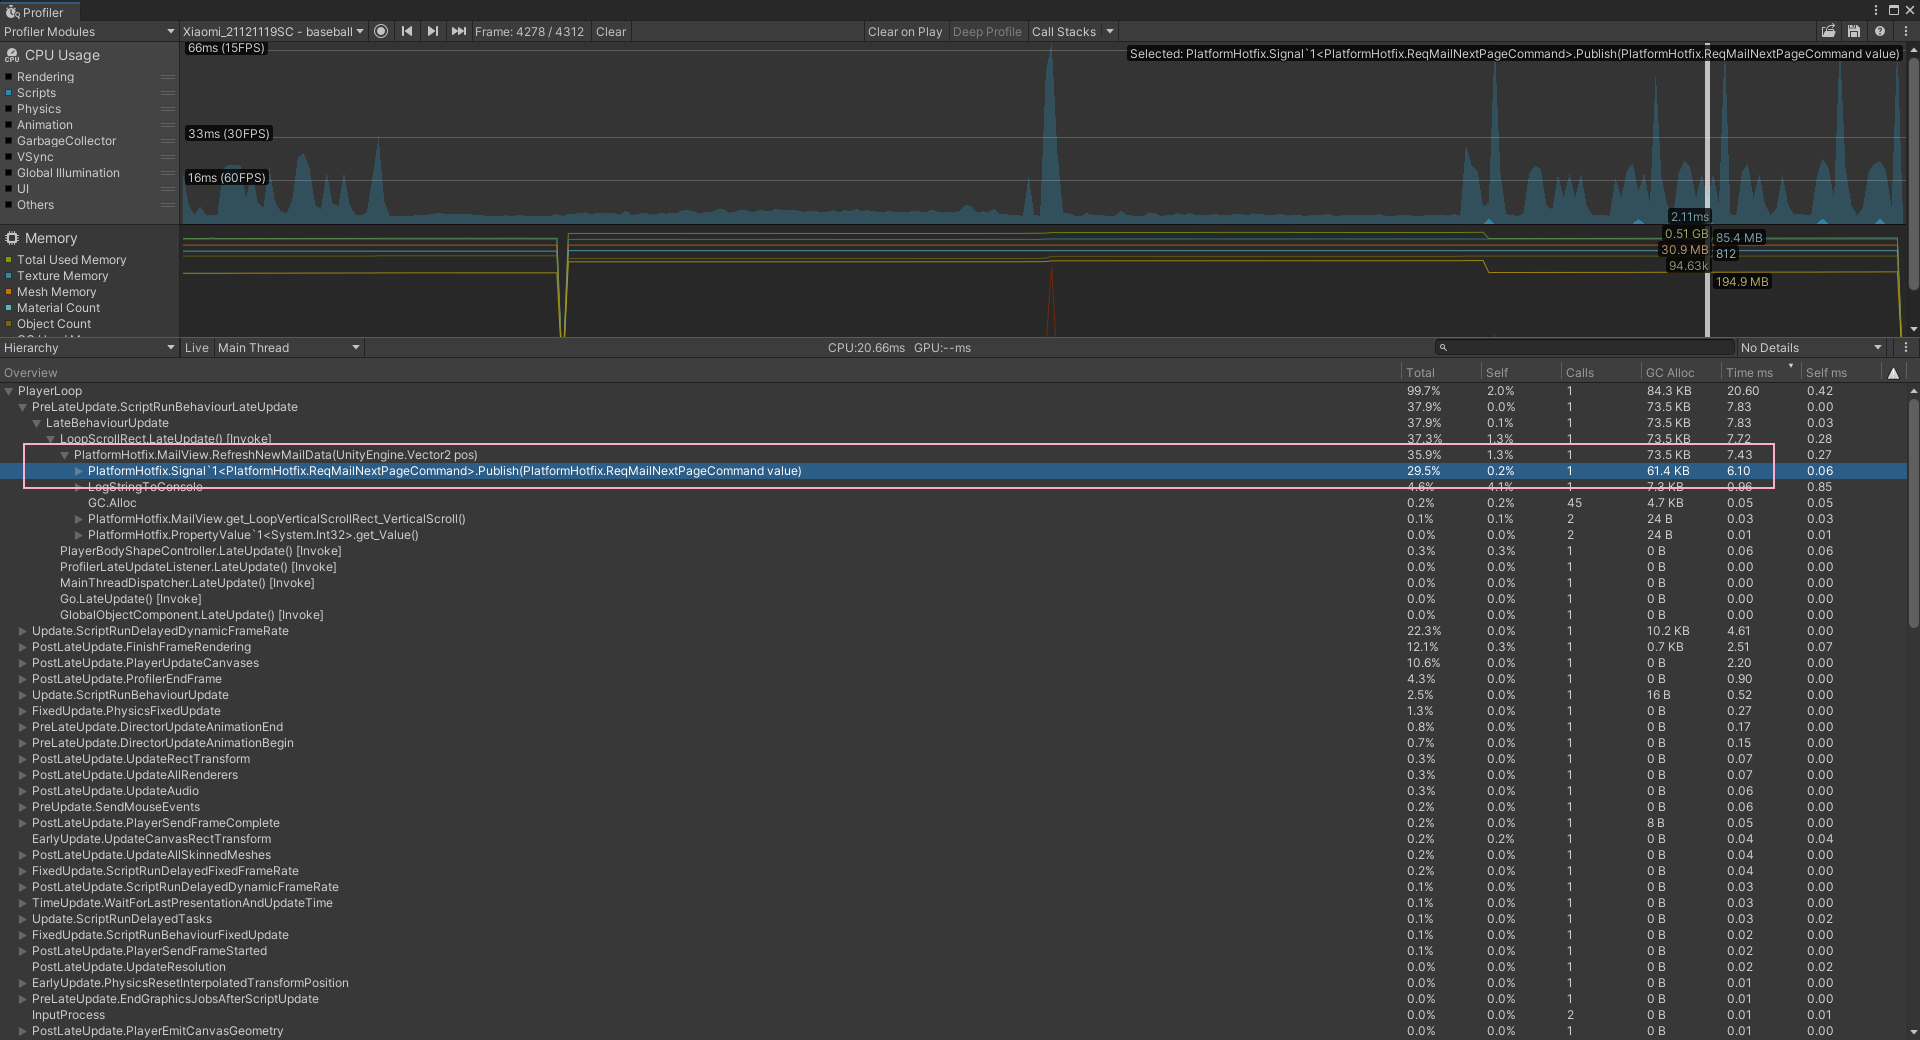 Profiler
Profiler Modules
Xiaomi_21121119SC - baseball
Frame: 4278 / 4312
Clear
Clear on Play
Deep Profile
Call Stacks
CPU Usage
Rendering
Scripts
Physics
Animation
GarbageCollector
VSync
Global Illumination
UI
Others
66ms (15FPS)
33ms (30FPS)
16ms (60FPS)
Selected: PlatformHotfix.Signal`1<PlatformHotfix.ReqMailNextPageCommand>.Publish(PlatformHotfix.ReqMailNextPageCommand value)
2.11ms
Memory
Total Used Memory
Texture Memory
Mesh Memory
Material Count
Object Count
0.51 GB
85.4 MB
30.9 MB
812
94.63k
194.9 MB
Hierarchy Live Main Thread CPU:20.66ms GPU:--ms No Details
Overview Total Self Calls GC Alloc Time ms Self ms
PlayerLoop 99.7% 2.0% 1 84.3 KB 20.60 0.42
PreLateUpdate.ScriptRunBehaviourLateUpdate 37.9% 0.0% 1 73.5 KB 7.83 0.00
LateBehaviourUpdate 37.9% 0.1% 1 73.5 KB 7.83 0.03
LoopScrollRect.LateUpdate() [Invoke] 37.3% 1.3% 1 73.5 KB 7.72 0.28
PlatformHotfix.MailView.RefreshNewMailData(UnityEngine.Vector2 pos) 35.9% 1.3% 1 73.5 KB 7.43 0.27
PlatformHotfix.Signal`1<PlatformHotfix.ReqMailNextPageCommand>.Publish(PlatformHotfix.ReqMailNextPageCommand value) 29.5% 0.2% 1 61.4 KB 6.10 0.06
LogStringToConsole 4.6% 4.1% 1 7.3 KB 0.96 0.85
GC.Alloc 0.2% 0.2% 45 4.7 KB 0.05 0.05
PlatformHotfix.MailView.get_LoopVerticalScrollRect_VerticalScroll() 0.1% 0.1% 2 24 B 0.03 0.03
PlatformHotfix.PropertyValue`1<System.Int32>.get_Value() 0.0% 0.0% 2 24 B 0.01 0.01
PlayerBodyShapeController.LateUpdate() [Invoke] 0.3% 0.3% 1 0 B 0.06 0.06
ProfilerLateUpdateListener.LateUpdate() [Invoke] 0.0% 0.0% 1 0 B 0.00 0.00
MainThreadDispatcher.LateUpdate() [Invoke] 0.0% 0.0% 1 0 B 0.00 0.00
Go.LateUpdate() [Invoke] 0.0% 0.0% 1 0 B 0.00 0.00
GlobalObjectComponent.LateUpdate() [Invoke] 0.0% 0.0% 1 0 B 0.00 0.00
Update.ScriptRunDelayedDynamicFrameRate 22.3% 0.0% 1 10.2 KB 4.61 0.00
PostLateUpdate.FinishFrameRendering 12.1% 0.3% 1 0.7 KB 2.51 0.07
PostLateUpdate.PlayerUpdateCanvases 10.6% 0.0% 1 0 B 2.20 0.00
PostLateUpdate.ProfilerEndFrame 4.3% 0.0% 1 0 B 0.90 0.00
Update.ScriptRunBehaviourUpdate 2.5% 0.0% 1 16 B 0.52 0.00
FixedUpdate.PhysicsFixedUpdate 1.3% 0.0% 1 0 B 0.27 0.00
PreLateUpdate.DirectorUpdateAnimationEnd 0.8% 0.0% 1 0 B 0.17 0.00
PreLateUpdate.DirectorUpdateAnimationBegin 0.7% 0.0% 1 0 B 0.15 0.00
PostLateUpdate.UpdateRectTransform 0.3% 0.0% 1 0 B 0.07 0.00
PostLateUpdate.UpdateAllRenderers 0.3% 0.0% 1 0 B 0.07 0.00
PostLateUpdate.UpdateAudio 0.3% 0.0% 1 0 B 0.06 0.00
PreUpdate.SendMouseEvents 0.2% 0.0% 1 0 B 0.06 0.00
PostLateUpdate.PlayerSendFrameComplete 0.2% 0.0% 1 8 B 0.05 0.00
EarlyUpdate.UpdateCanvasRectTransform 0.2% 0.2% 1 0 B 0.04 0.04
PostLateUpdate.UpdateAllSkinnedMeshes 0.2% 0.0% 1 0 B 0.04 0.00
FixedUpdate.ScriptRunDelayedFixedFrameRate 0.2% 0.0% 1 0 B 0.04 0.00
PostLateUpdate.ScriptRunDelayedDynamicFrameRate 0.1% 0.0% 1 0 B 0.03 0.00
TimeUpdate.WaitForLastPresentationAndUpdateTime 0.1% 0.0% 1 0 B 0.03 0.00
Update.ScriptRunDelayedTasks 0.1% 0.0% 1 0 B 0.03 0.02
FixedUpdate.ScriptRunBehaviourFixedUpdate 0.1% 0.0% 1 0 B 0.02 0.00
PostLateUpdate.PlayerSendFrameStarted 0.1% 0.0% 1 0 B 0.02 0.00
PostLateUpdate.UpdateResolution 0.0% 0.0% 1 0 B 0.02 0.02
EarlyUpdate.PhysicsResetInterpolatedTransformPosition 0.0% 0.0% 1 0 B 0.01 0.00
PreLateUpdate.EndGraphicsJobsAfterScriptUpdate 0.0% 0.0% 1 0 B 0.01 0.00
InputProcess 0.0% 0.0% 2 0 B 0.01 0.01
PostLateUpdate.PlayerEmitCanvasGeometry 0.0% 0.0% 1 0 B 0.01 0.00